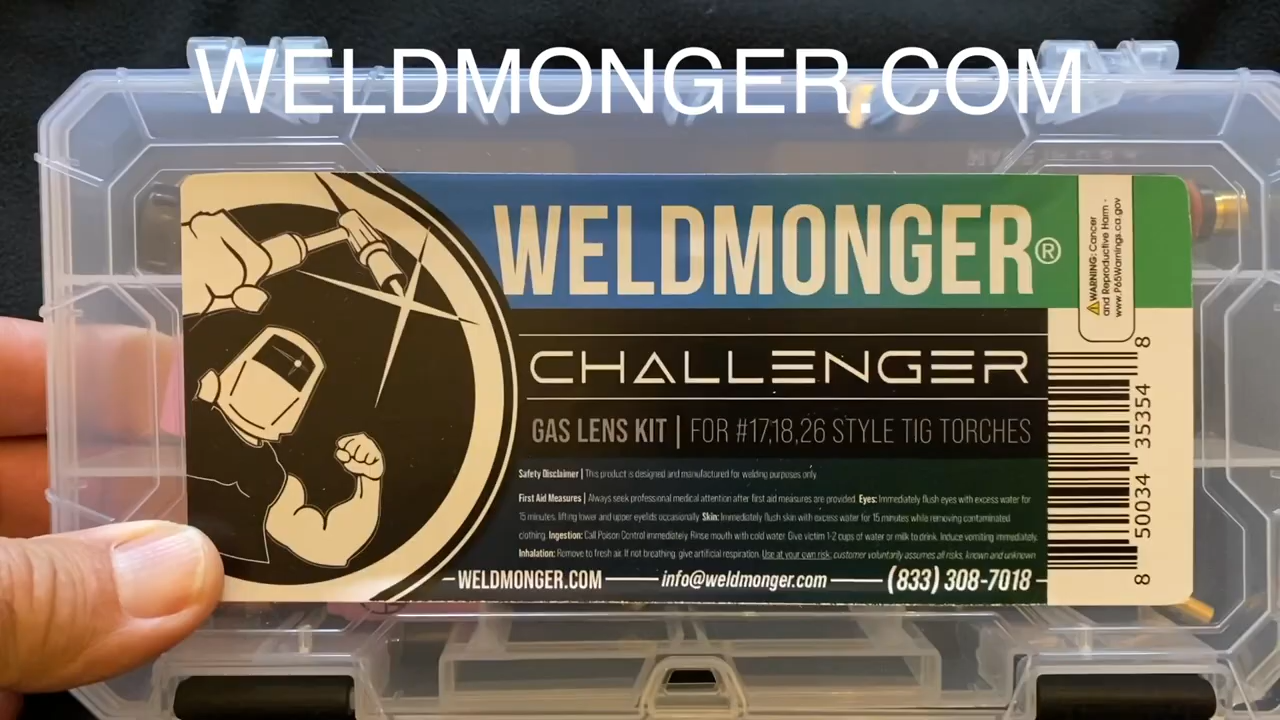 WELDMONGER.COM
WELDMONGER®
WARNING: Cancer
and Reproductive Harm -
www.P65Warnings.ca.gov
CHALLENGER
GAS LENS KIT | FOR #17,18,26 STYLE TIG TORCHES
Safety Disclaimer | This product is designed and manufactured for welding purposes only
First Aid Measures | Always seek professional medical attention after first aid measures are provided Eyes: Immediately flush eyes with excess water for
15 minutes, lifting lower and upper eyelids occasionally Skin: Immediately flush skin with excess water for 15 minutes while removing contaminated
clothing. Ingestion: Call Poison Control immediately Rinse mouth with cold water. Give victim 1-2 cups of water or milk to drink. Induce vomiting immediately.
Inhalation: Remove to fresh air. If not breathing, give artificial respiration. Use at your own risk; customer voluntarily assumes all risks, known and unknown
WELDMONGER.COM info@weldmonger.com (833) 308-7018
8 50034 35354 8